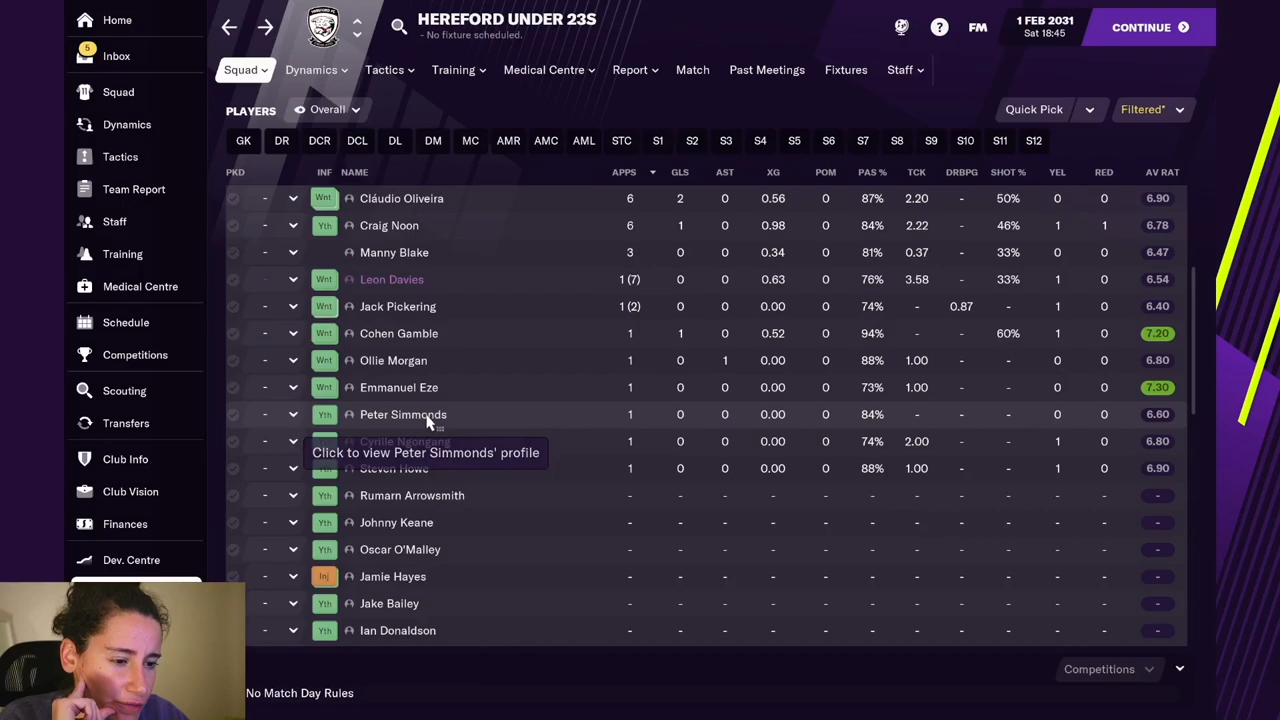 Home
5
Inbox
Squad
Dynamics
Tactics
Team Report
Staff
Training
Medical Centre
Schedule
Competitions
Scouting
Transfers
Club Info
Club Vision
Finances
Dev. Centre
HEREFORD UNDER 23S
- No fixture scheduled.
?
FM
1 FEB 2031
Sat 18:45
CONTINUE
Squad Dynamics Tactics Training Medical Centre Report Match Past Meetings Fixtures Staff
PLAYERS Overall Quick Pick Filtered*
GK DR DCR DCL DL DM MC AMR AMC AML STC S1 S2 S3 S4 S5 S6 S7 S8 S9 S10 S11 S12
PKD INF NAME APPS GLS AST XG POM PAS % TCK DRBPG SHOT % YEL RED AV RAT
- Wnt Cláudio Oliveira 6 2 0 0.56 0 87% 2.20 - 50% 0 0 6.90
- Yth Craig Noon 6 1 0 0.98 0 84% 2.22 - 46% 1 1 6.78
- Manny Blake 3 0 0 0.34 0 81% 0.37 - 33% 0 0 6.47
- Wnt Leon Davies 1 (7) 0 0 0.63 0 76% 3.58 - 33% 1 0 6.54
- Wnt Jack Pickering 1 (2) 0 0 0.00 0 74% - 0.87 - 1 0 6.40
- Wnt Cohen Gamble 1 1 0 0.52 0 94% - - 60% 0 0 7.20
- Wnt Ollie Morgan 1 0 1 0.00 0 88% 1.00 - - 0 0 6.80
- Wnt Emmanuel Eze 1 0 0 0.00 0 73% 1.00 - - 0 0 7.30
- Yth Peter Simmonds 1 0 0 0.00 0 84% - - - 0 0 6.60
- Cyrille Ngongang 1 0 0 0.00 0 74% 2.00 - - 1 0 6.80
Click to view Peter Simmonds' profile
- Steven Howe 1 0 0 0.00 0 88% 1.00 - - 0 0 6.90
- Yth Rumarn Arrowsmith - - - - - - - - - - - -
- Yth Johnny Keane - - - - - - - - - - - -
- Yth Oscar O'Malley - - - - - - - - - - - -
- Inj Jamie Hayes - - - - - - - - - - - -
- Yth Jake Bailey - - - - - - - - - - - -
- Yth Ian Donaldson - - - - - - - - - - - -
Competitions
No Match Day Rules